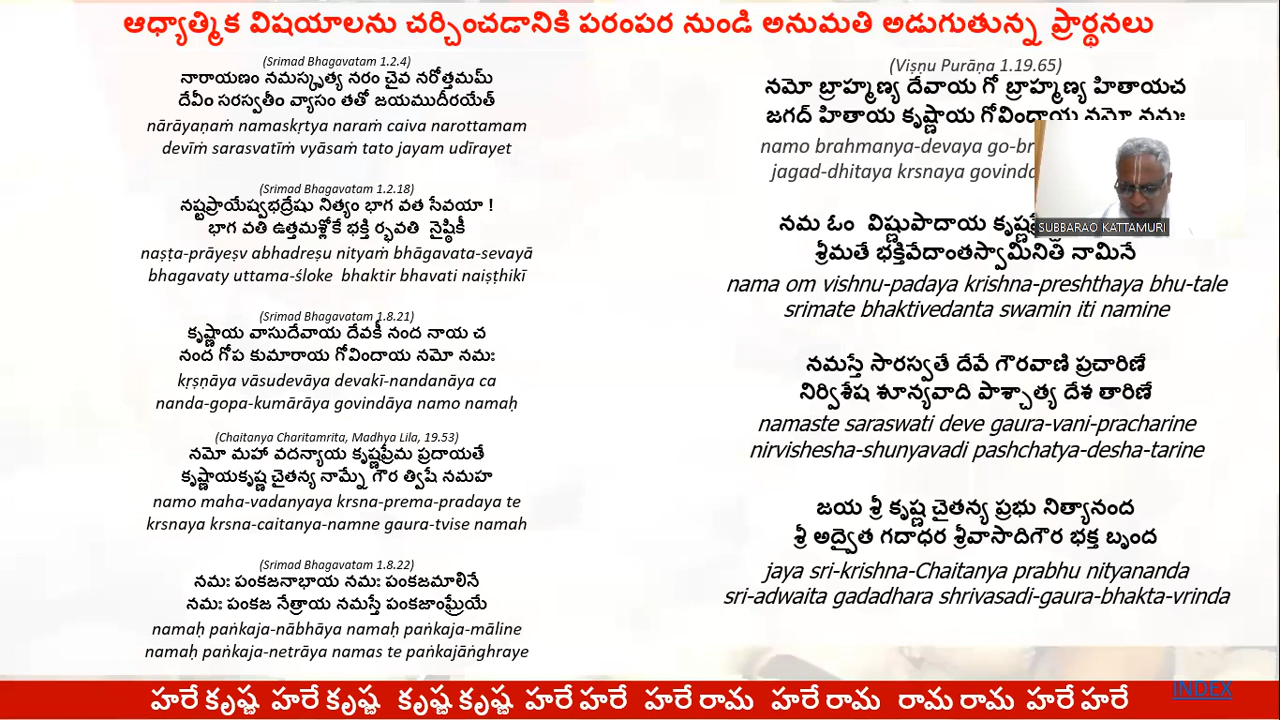 ఆధ్యాత్మిక విషయాలను చర్చించడానికి పరంపర నుండి అనుమతి అడుగుతున్న ప్రార్థనలు
(Srimad Bhagavatam 1.2.4)
నారాయణం నమస్కృత్య నరం చైవ నరోత్తమమ్
దేవీం సరస్వతీం వ్యాసం తతో జయముదీరయేత్
nārāyaṇaṁ namaskṛtya naraṁ caiva narottamam
devīṁ sarasvatīṁ vyāsaṁ tato jayam udīrayet
(Srimad Bhagavatam 1.2.18)
నష్టప్రాయేష్వభద్రేషు నిత్యం భాగ వత సేవయా !
భాగ వతి ఉత్తమశ్లోకే భక్తి ర్భవతి నైష్ఠికీ
naṣṭa-prāyeṣv abhadreṣu nityaṁ bhāgavata-sevayā
bhagavaty uttama-śloke bhaktir bhavati naiṣṭhikī
(Srimad Bhagavatam 1.8.21)
కృష్ణాయ వాసుదేవాయ దేవకీ నంద నాయ చ
నంద గోప కుమారాయ గోవిందాయ నమో నమః
kṛṣṇāya vāsudevāya devakī-nandanāya ca
nanda-gopa-kumārāya govindāya namo namaḥ
(Chaitanya Charitamrita, Madhya Lila, 19.53)
నమో మహా వదన్యాయ కృష్ణప్రేమ ప్రదాయతే
కృష్ణాయకృష్ణ చైతన్య నామ్నే గౌర త్విషే నమహ
namo maha-vadanyaya krsna-prema-pradaya te
krsnaya krsna-caitanya-namne gaura-tvise namah
(Srimad Bhagavatam 1.8.22)
నమః పంకజనాభాయ నమః పంకజమాలినే
నమః పంకజ నేత్రాయ నమస్తే పంకజాంఘ్రేయే
namaḥ paṅkaja-nābhāya namaḥ paṅkaja-māline
namaḥ paṅkaja-netrāya namas te paṅkajāṅghraye
(Viṣṇu Purāṇa 1.19.65)
నమో బ్రాహ్మణ్య దేవాయ గో బ్రాహ్మణ్య హితాయచ
జగద్ హితాయ కృష్ణాయ గోవిందాయ నమో నమః
namo brahmanya-devaya go-br
jagad-dhitaya krsnaya govinda
SUBBARAO KATTAMURI
నమ ఓం విష్ణుపాదాయ
శ్రీమతే భక్తివేదాంతస్వామినితి నామినే
nama om vishnu-padaya krishna-preshthaya bhu-tale
srimate bhaktivedanta swamin iti namine
నమస్తే సారస్వతే దేవే గౌరవాణి ప్రచారిణే
నిర్విశేష శూన్యవాది పాశ్చాత్య దేశ తారిణే
namaste saraswati deve gaura-vani-pracharine
nirvishesha-shunyavadi pashchatya-desha-tarine
జయ శ్రీ కృష్ణ చైతన్య ప్రభు నిత్యానంద
శ్రీ అద్వైత గదాధర శ్రీవాసాదిగౌర భక్త బృంద
jaya sri-krishna-Chaitanya prabhu nityananda
sri-adwaita gadadhara shrivasadi-gaura-bhakta-vrinda
హరే కృష్ణ హరే కృష్ణ కృష్ణ కృష్ణ హరే హరే హరే రామ హరే రామ రామ రామ హరే హరే
INDEX